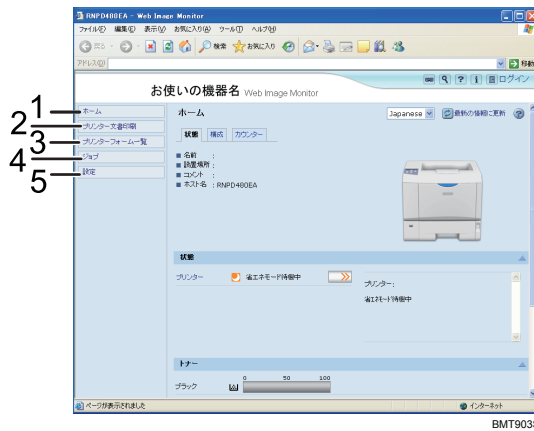 RNPD480EA - Web Image Monitor
ファイル(F) 編集(E) 表示(V) お気に入り(A) ツール(T) ヘルプ(H)
戻る 検索 お気に入り
アドレス(D) 移動
ログイン
お使いの機器名 Web Image Monitor
1 ホーム
2 プリンター文書印刷
3 プリンターフォーム一覧
4 ジョブ
5 設定
ホーム Japanese 最新の情報に更新
状態 構成 カウンター
名前 :
設置場所 :
コメント :
ホスト名 : RNPD480EA
状態
プリンター 省エネモード待機中
プリンター:
省エネモード待機中
トナー
0 50 100
ブラック
ページが表示されました インターネット